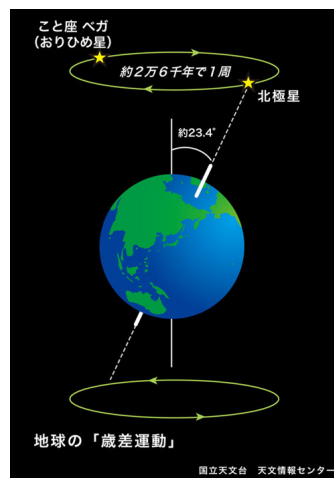 こと座 ベガ
（おりひめ星）
約2万6千年で1周
北極星
約23.4°
地球の「歳差運動」
国立天文台　天文情報センター